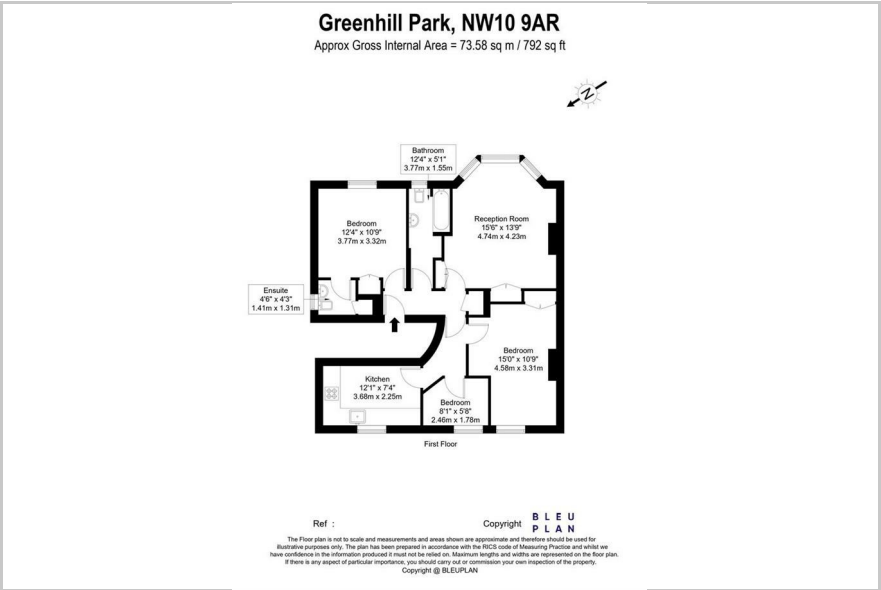 Greenhill Park, NW10 9AR
Approx Gross Internal Area = 73.58 sq m / 792 sq ft
N
Bathroom
12'4" x 5'1"
3.77m x 1.55m
Bedroom
12'4" x 10'9"
3.77m x 3.32m
Reception Room
15'6" x 13'9"
4.74m x 4.23m
Ensuite
4'6" x 4'3"
1.41m x 1.31m
Bedroom
15'0" x 10'9"
4.58m x 3.31m
Kitchen
12'1" x 7'4"
3.68m x 2.25m
Bedroom
8'1" x 5'8"
2.46m x 1.78m
First Floor
Ref :
Copyright
BLEU
PLAN
The Floor plan is not to scale and measurements and areas shown are approximate and therefore should be used for
illustrative purposes only. The plan has been prepared in accordance with the RICS code of Measuring Practice and whilst we
have confidence in the information produced it must not be relied on. Maximum lengths and widths are represented on the floor plan.
If there is any aspect of particular importance, you should carry out or commission your own inspection of the property.
Copyright @ BLEUPLAN